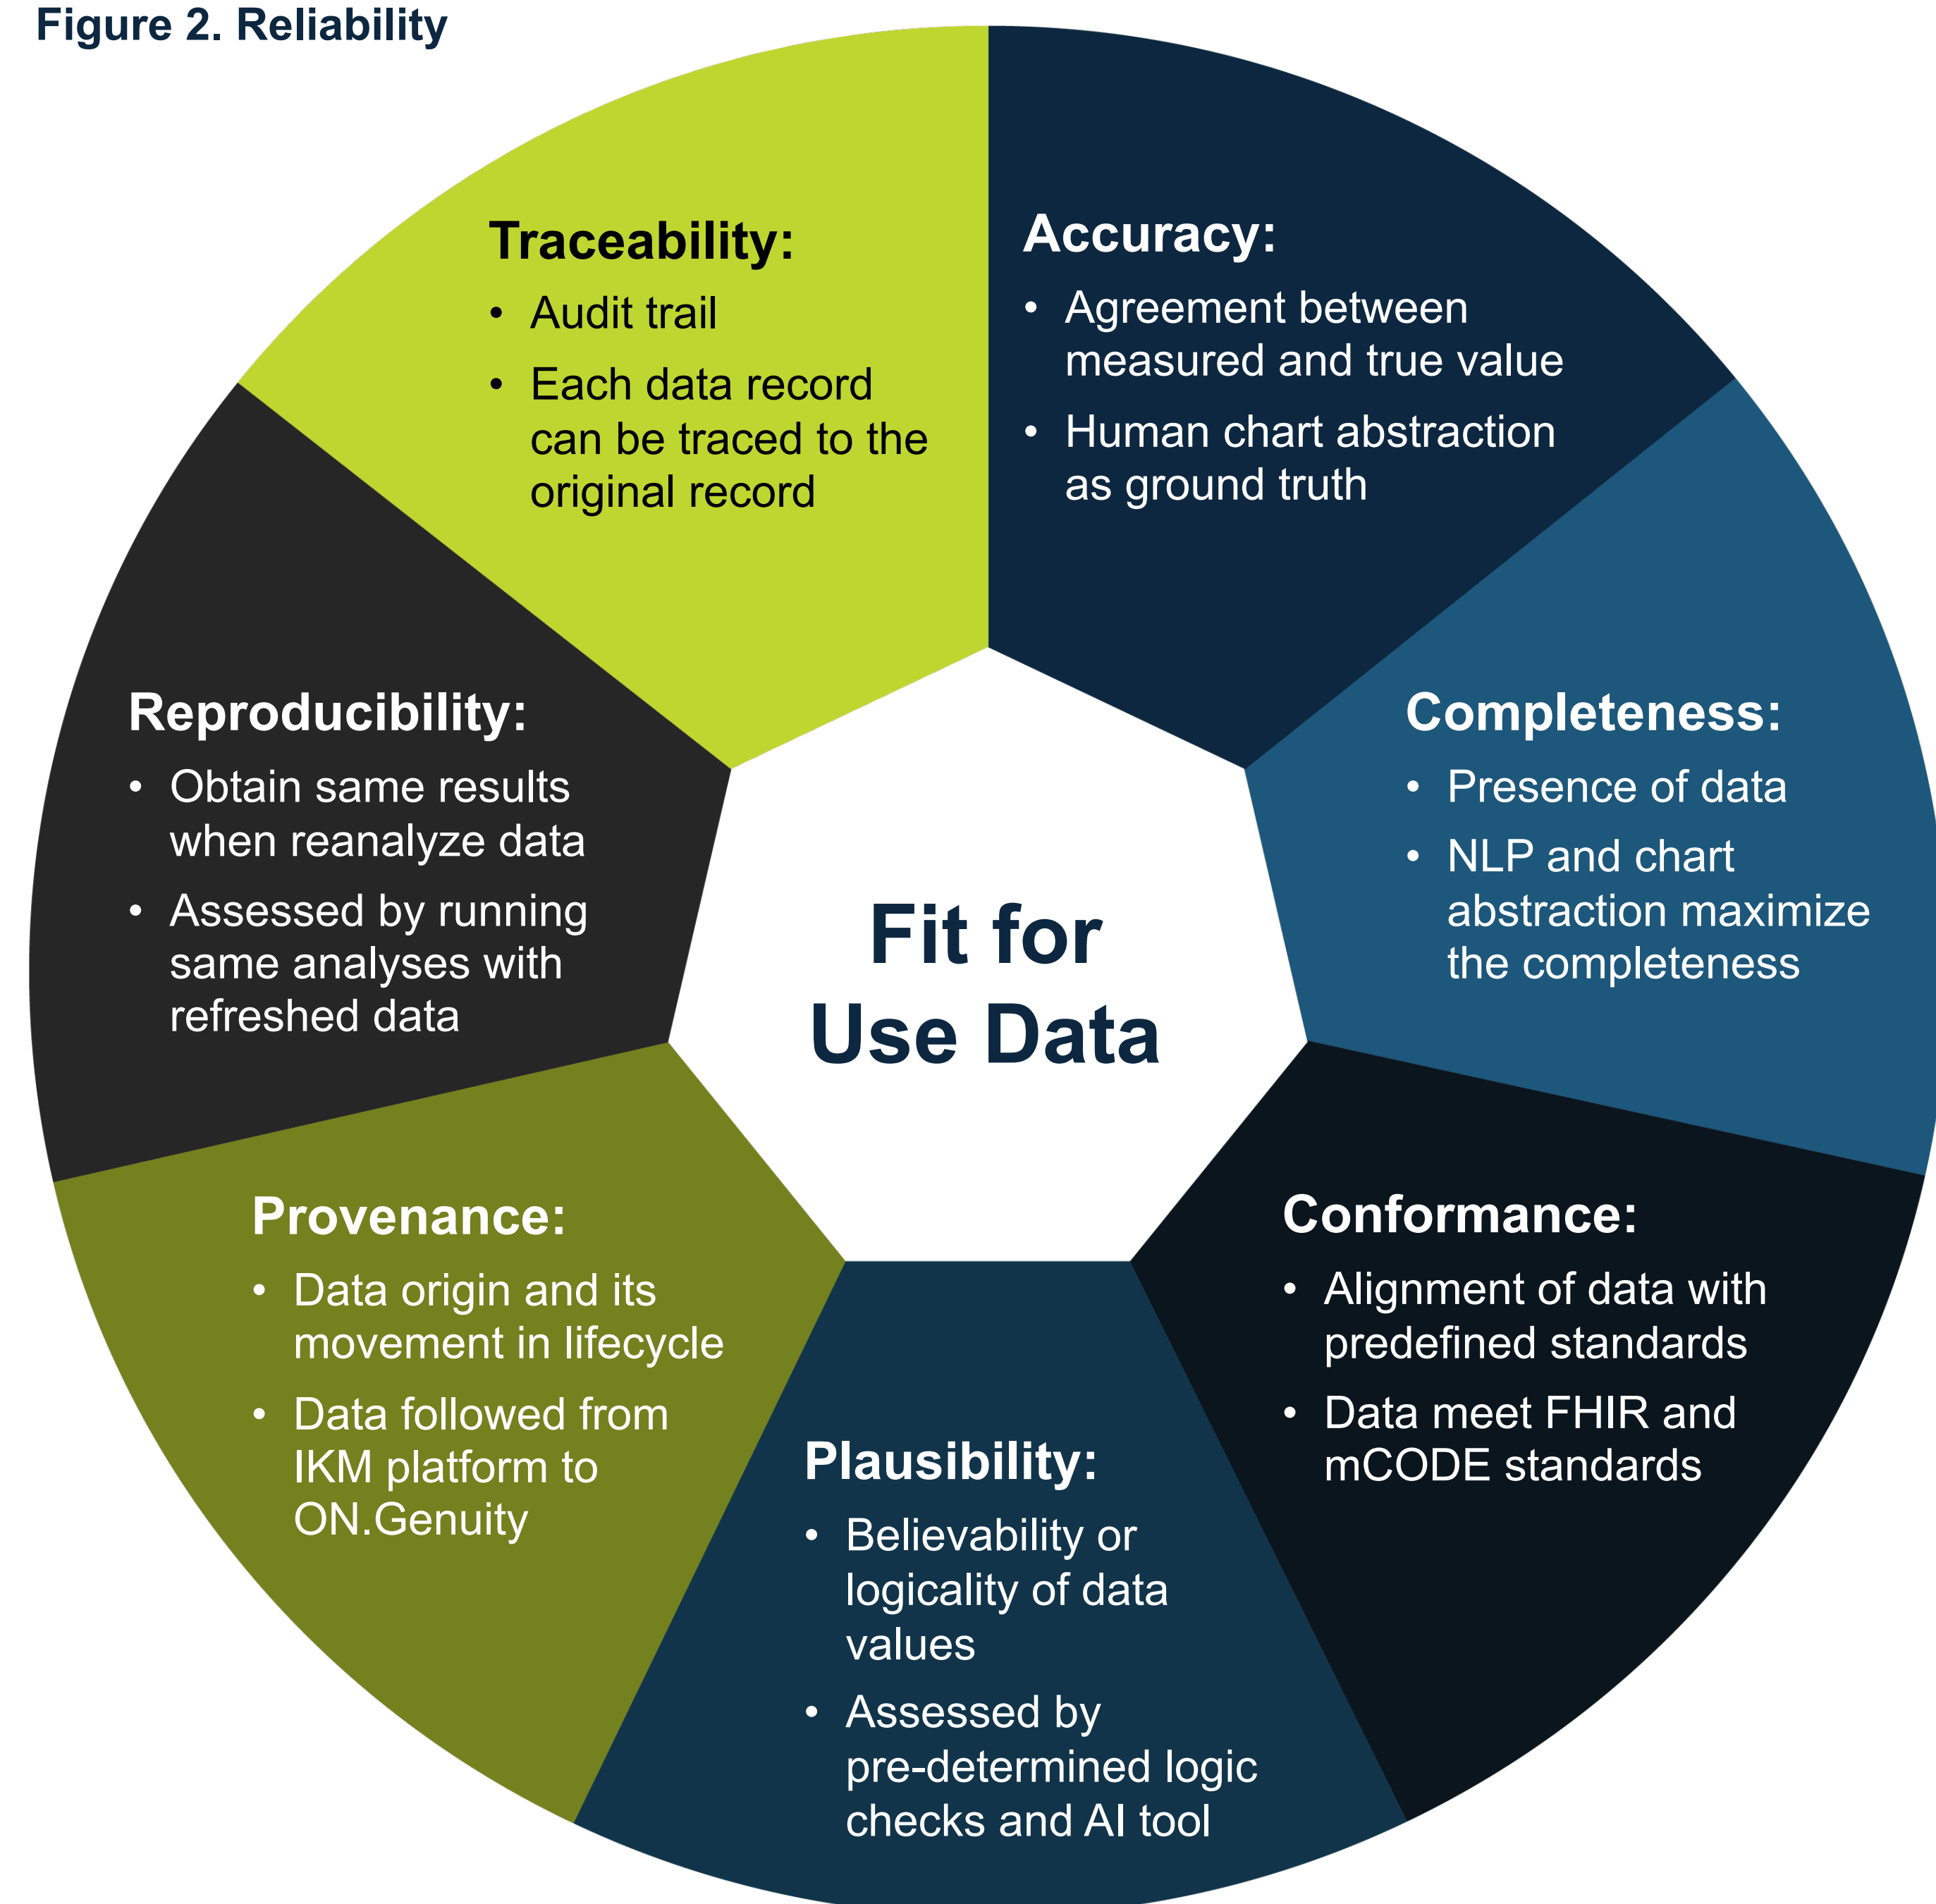 Figure 2. Reliability
Traceability:
• Audit trail
• Each data record
can be traced to the
original record
Accuracy:
• Agreement between
measured and true value
• Human chart abstraction
as ground truth
Completeness:
• Presence of data
• NLP and chart
abstraction maximize
the completeness
Conformance:
• Alignment of data with
predefined standards
• Data meet FHIR and
mCODE standards
Plausibility:
• Believability or
logicality of data
values
• Assessed by
pre-determined logic
checks and AI tool
Provenance:
• Data origin and its
movement in lifecycle
• Data followed from
IKM platform to
ON.Genuity
Reproducibility:
• Obtain same results
when reanalyze data
• Assessed by running
same analyses with
refreshed data
Fit for
Use Data